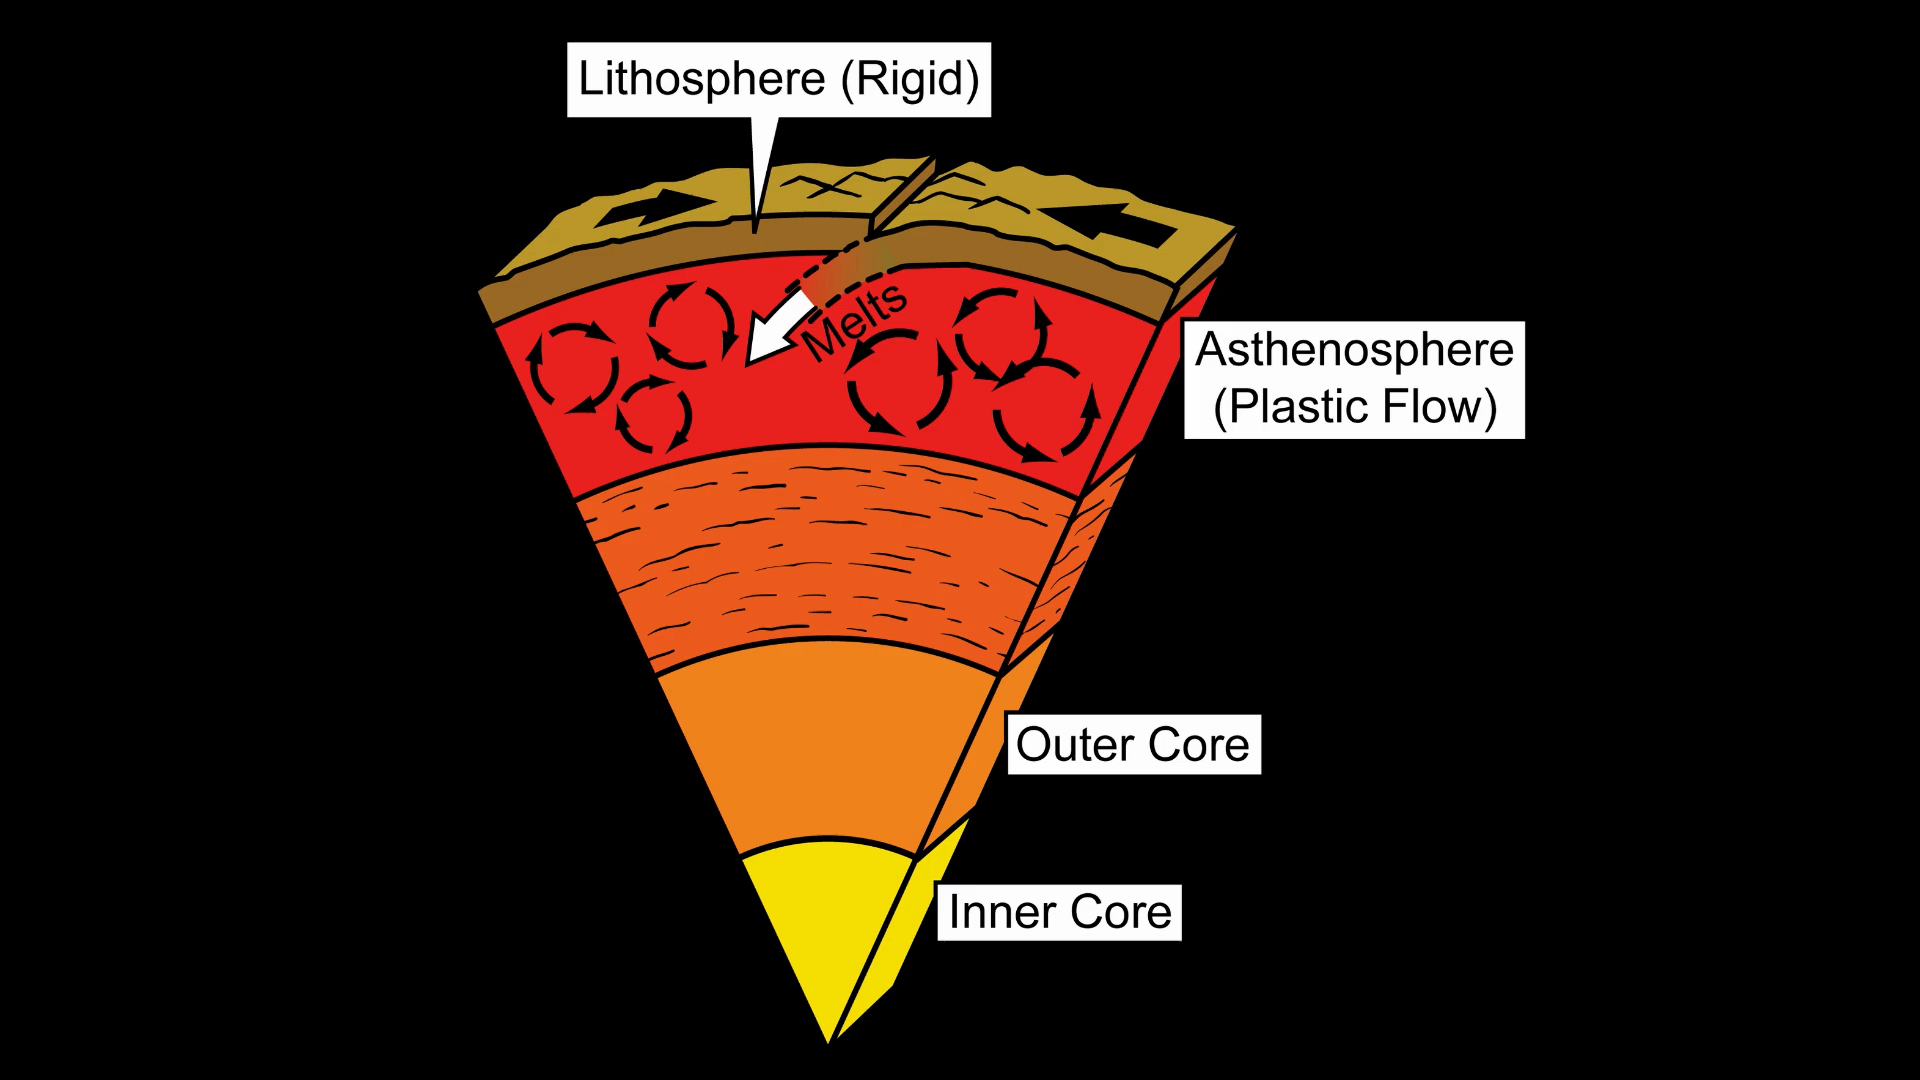 Lithosphere (Rigid)
Melts
Asthenosphere
(Plastic Flow)
Outer Core
Inner Core